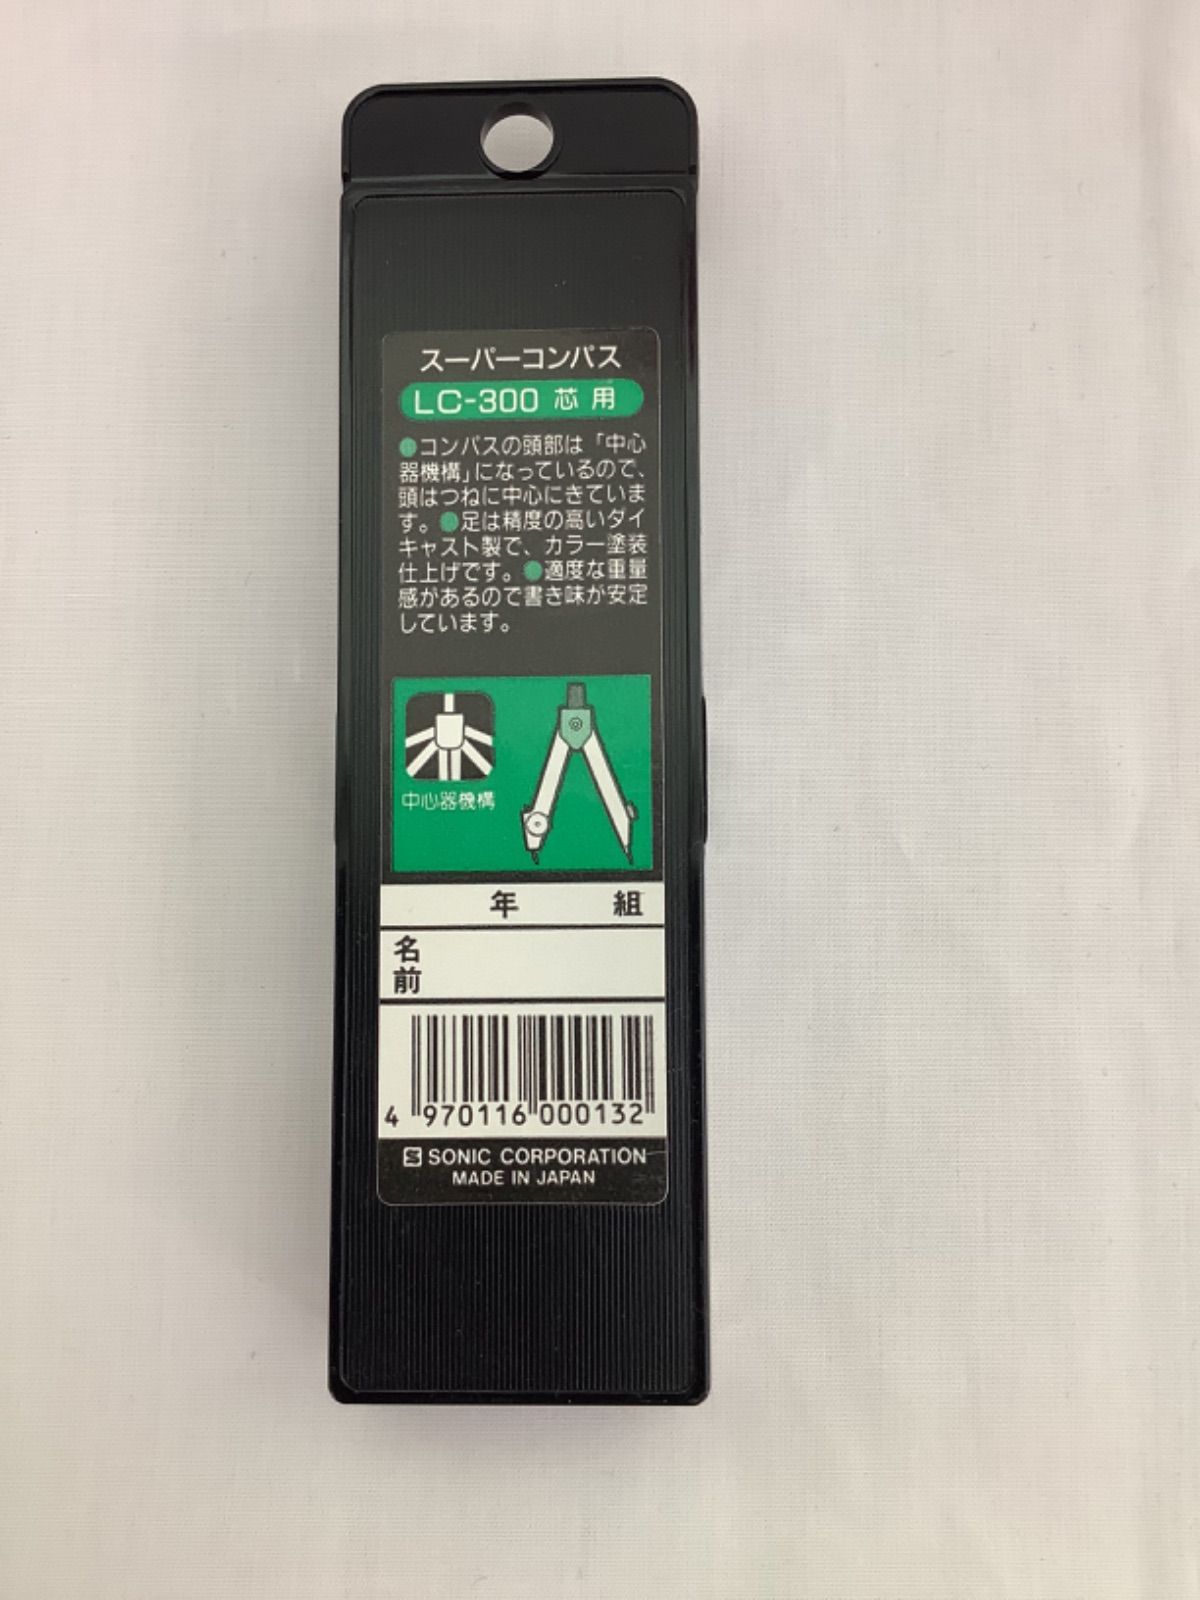 スーパーコンパス
LC-300 芯用
●コンパスの頭部は「中心
器機構」になっているので、
頭はつねに中心にきていま
す。●足は精度の高いダイ
キャスト製で、カラー塗装
仕上げです。●適度な重量
感があるので書き味が安定
しています。
中心器機構
年 組
名前
4 970116 000132
S SONIC CORPORATION
MADE IN JAPAN